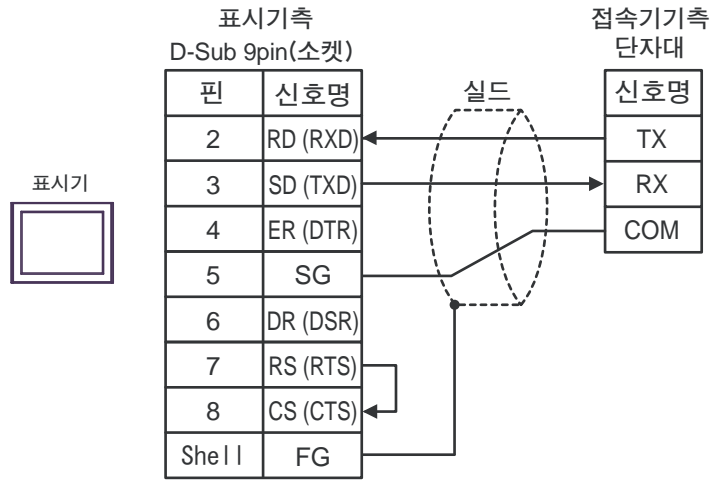 표시기측
D-Sub 9pin(소켓)
접속기기측
단자대
핀 신호명 실드 신호명
2 RD (RXD) TX
표시기 3 SD (TXD) RX
4 ER (DTR) COM
5 SG
6 DR (DSR)
7 RS (RTS)
8 CS (CTS)
Shell FG